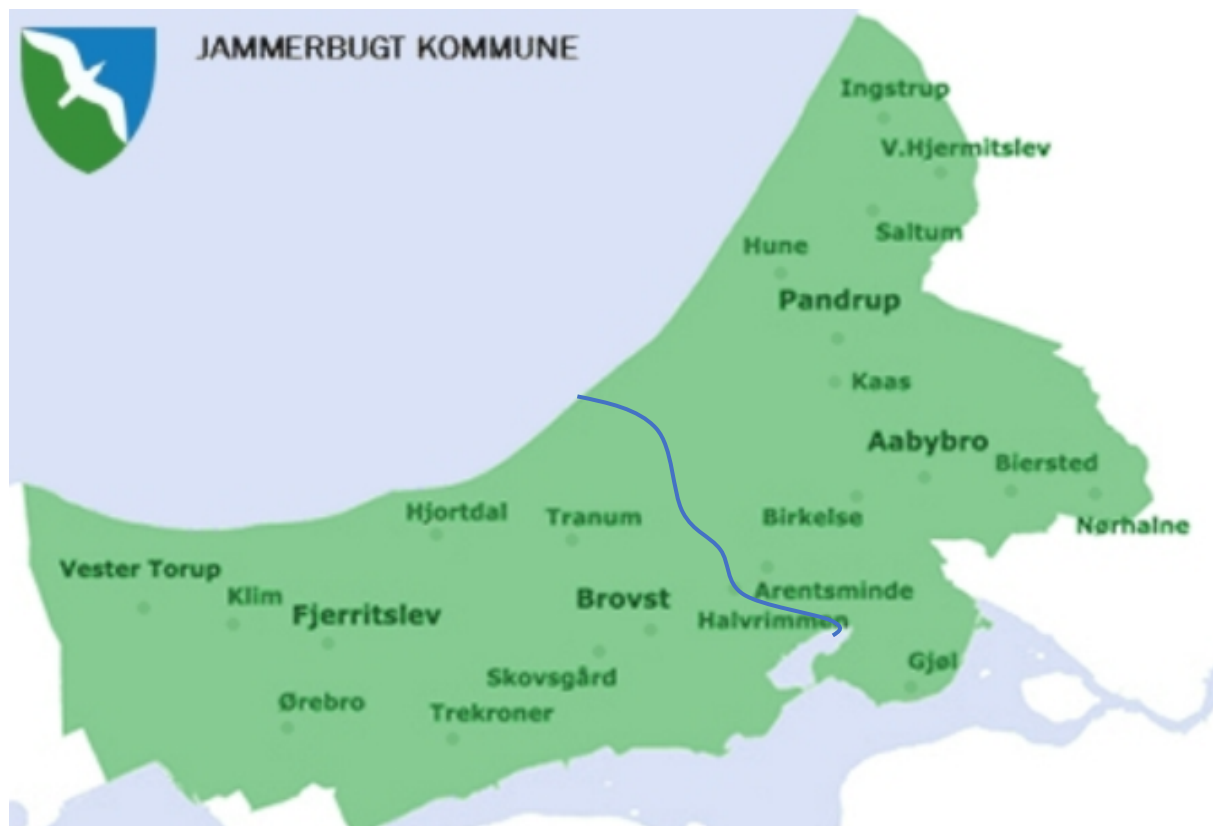 JAMMERBUGT KOMMUNE
Ingstrup
V.Hjermitslev
Saltum
Hune
Pandrup
Kaas
Aabybro
Biersted
Hjortdal
Tranum
Birkelse
Nørhalne
Vester Torup
Klim
Fjerritslev
Brovst
Arentsminde
Halvrimmen
Gjøl
Skovsgård
Ørebro
Trekroner